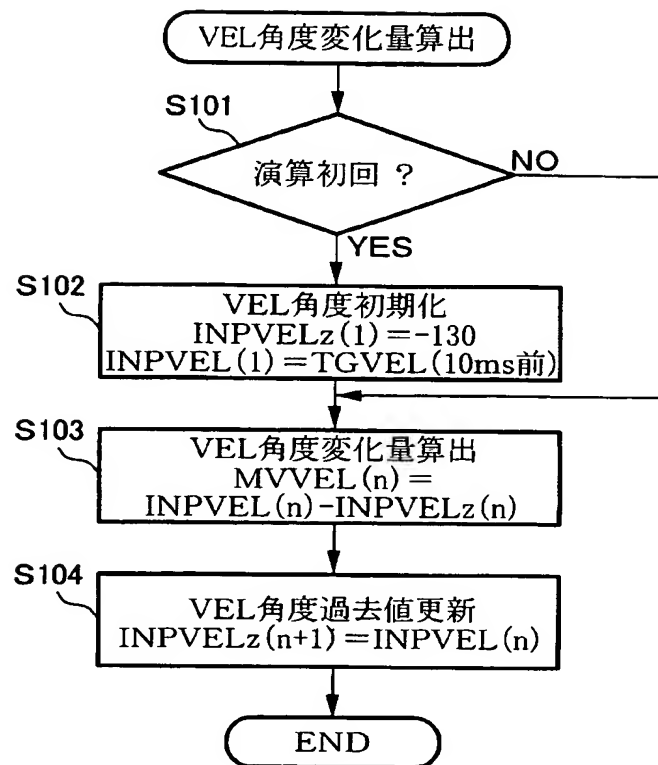 VEL角度変化量算出
S101
演算初回 ?
NO
YES
S102
VEL角度初期化
INPVELz(1)=-130
INPVEL(1)=TGVEL(10ms前)
S103
VEL角度変化量算出
MVVEL(n)=
INPVEL(n)-INPVELz(n)
S104
VEL角度過去値更新
INPVELz(n+1)=INPVEL(n)
END